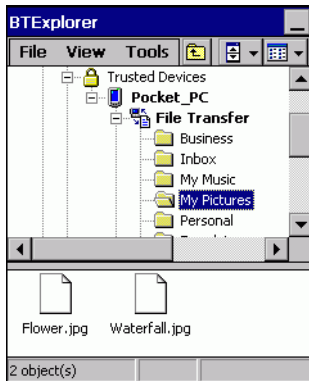 BTExplorer
File View Tools
Trusted Devices
Pocket_PC
File Transfer
Business
Inbox
My Music
My Pictures
Personal
Flower.jpg Waterfall.jpg
2 object(s)